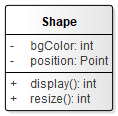 Shape
- bgColor: int
- position: Point
+ display(): int
+ resize(): int